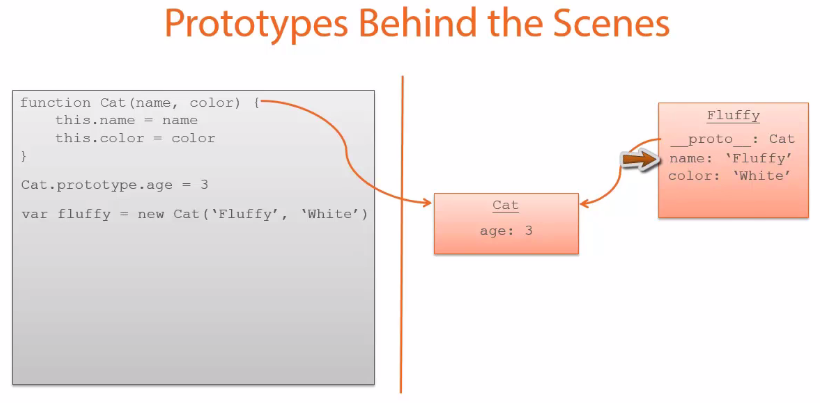 Prototypes Behind the Scenes
function Cat(name, color) {
    this.name = name
    this.color = color
}
Cat.prototype.age = 3
var fluffy = new Cat(‘Fluffy’, ‘White’)
Cat
age: 3
Fluffy
__proto__: Cat
name: ‘Fluffy’
color: ‘White’